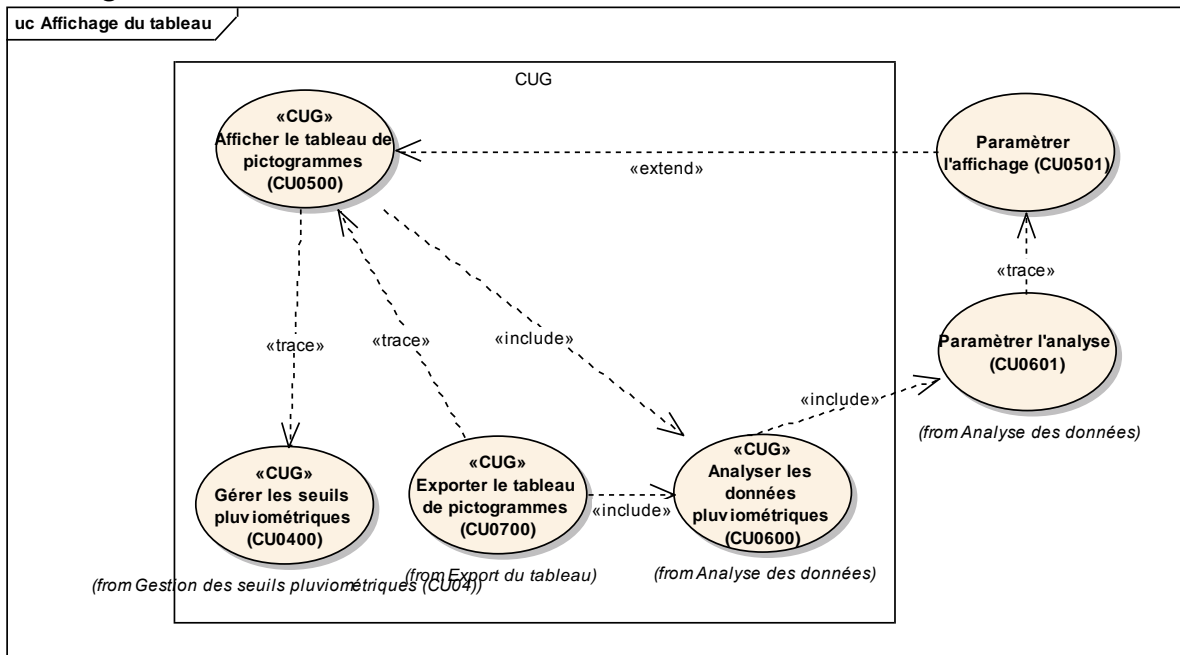 uc Affichage du tableau
CUG
«CUG»
Afficher le tableau de
pictogrammes
(CU0500)
Paramètrer
l'affichage (CU0501)
«extend»
«trace»
«trace»
«trace»
«include»
Paramètrer l'analyse
(CU0601)
(from Analyse des données)
«include»
«CUG»
Gérer les seuils
pluviométriques
(CU0400)
(from Gestion des seuils pluviométriques (CU04))
«CUG»
Exporter le tableau
de pictogrammes
(CU0700)
(from Export du tableau)
«include»
«CUG»
Analyser les
données
pluviométriques
(CU0600)
(from Analyse des données)